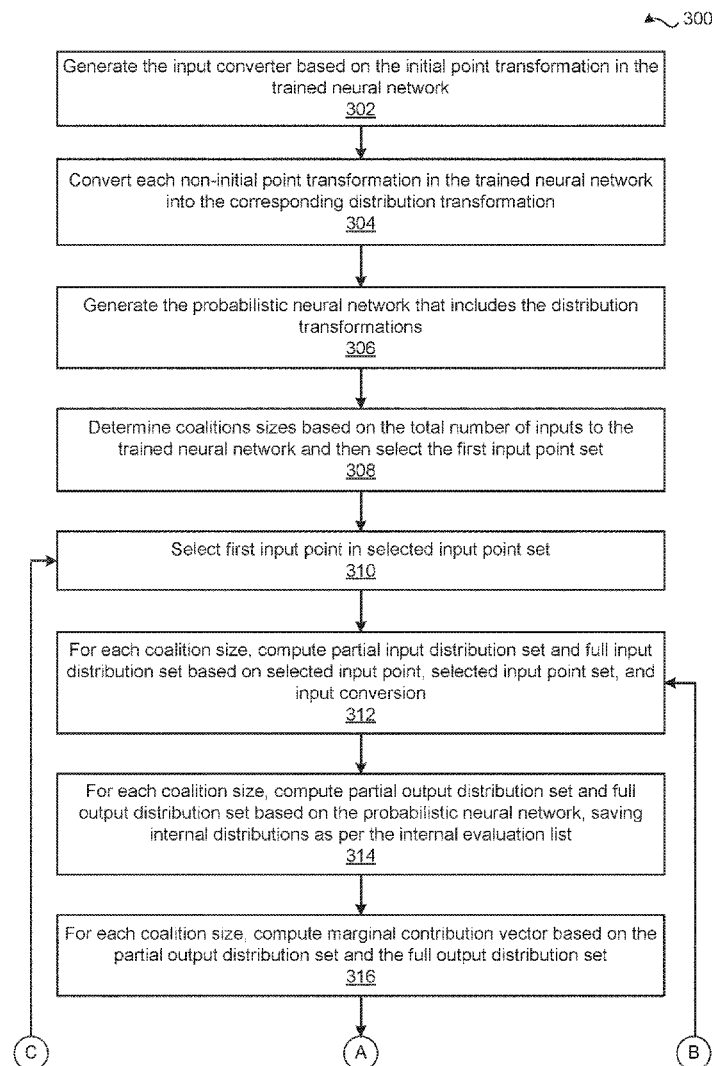 300
Generate the input converter based on the initial point transformation in the
trained neural network
302
Convert each non-initial point transformation in the trained neural network
into the corresponding distribution transformation
304
Generate the probabilistic neural network that includes the distribution
transformations
306
Determine coalitions sizes based on the total number of inputs to the
trained neural network and then select the first input point set
308
Select first input point in selected input point set
310
For each coalition size, compute partial input distribution set and full input
distribution set based on selected input point, selected input point set, and
input conversion
312
For each coalition size, compute partial output distribution set and full
output distribution set based on the probabilistic neural network, saving
internal distributions as per the internal evaluation list
314
For each coalition size, compute marginal contribution vector based on the
partial output distribution set and the full output distribution set
316
C A B